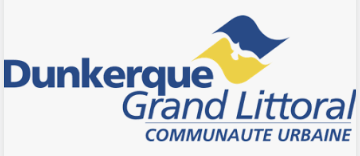 Dunkerque
Grand Littoral
COMMUNAUTE URBAINE